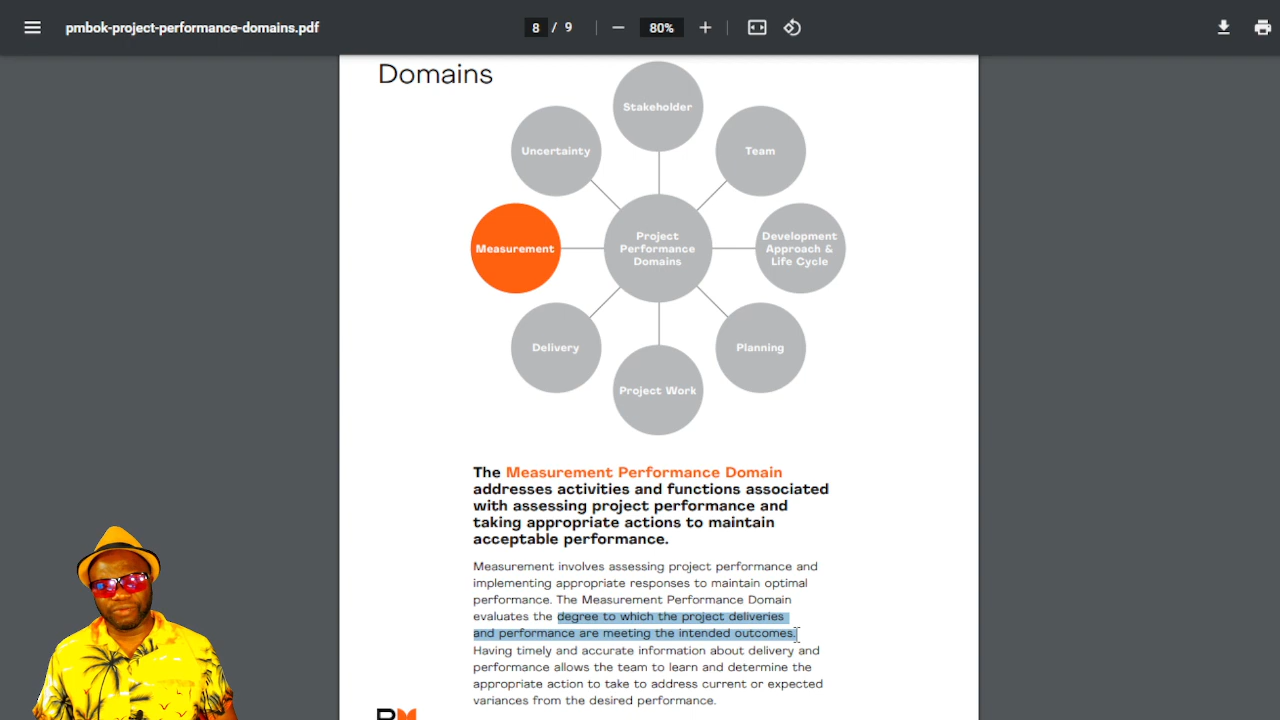 pmbok-project-performance-domains.pdf
8 / 9
80%
Domains
Stakeholder
Uncertainty
Team
Measurement
Project
Performance
Domains
Development
Approach &
Life Cycle
Delivery
Planning
Project Work
The Measurement Performance Domain
addresses activities and functions associated
with assessing project performance and
taking appropriate actions to maintain
acceptable performance.
Measurement involves assessing project performance and
implementing appropriate responses to maintain optimal
performance. The Measurement Performance Domain
evaluates the degree to which the project deliveries
and performance are meeting the intended outcomes.
Having timely and accurate information about delivery and
performance allows the team to learn and determine the
appropriate action to take to address current or expected
variances from the desired performance.